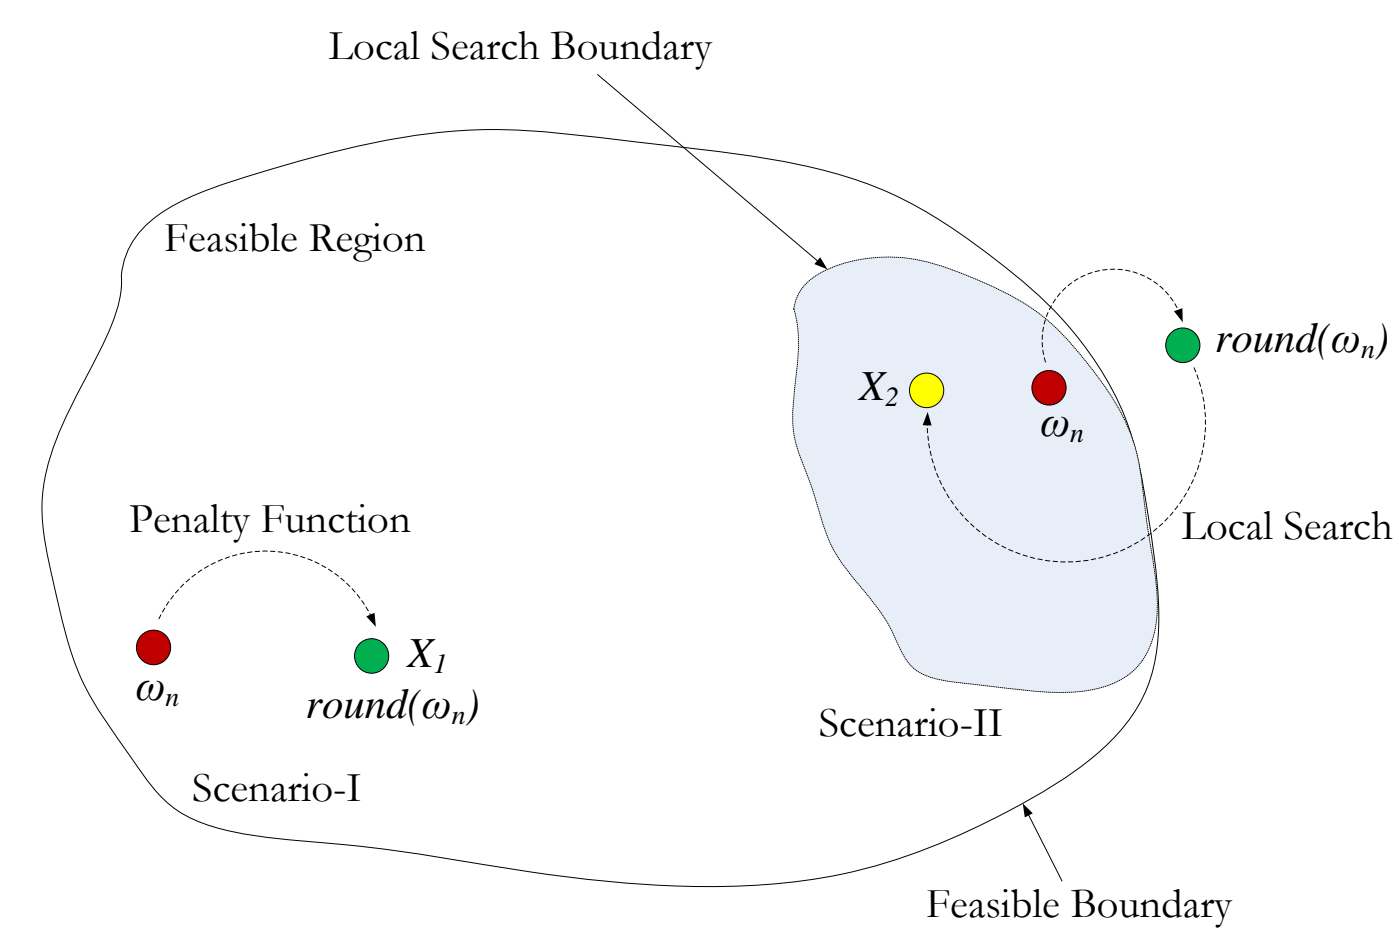 Local Search Boundary
Feasible Region
round(ωn)
X2
ωn
Penalty Function
Local Search
X1
ωn
round(ωn)
Scenario-II
Scenario-I
Feasible Boundary